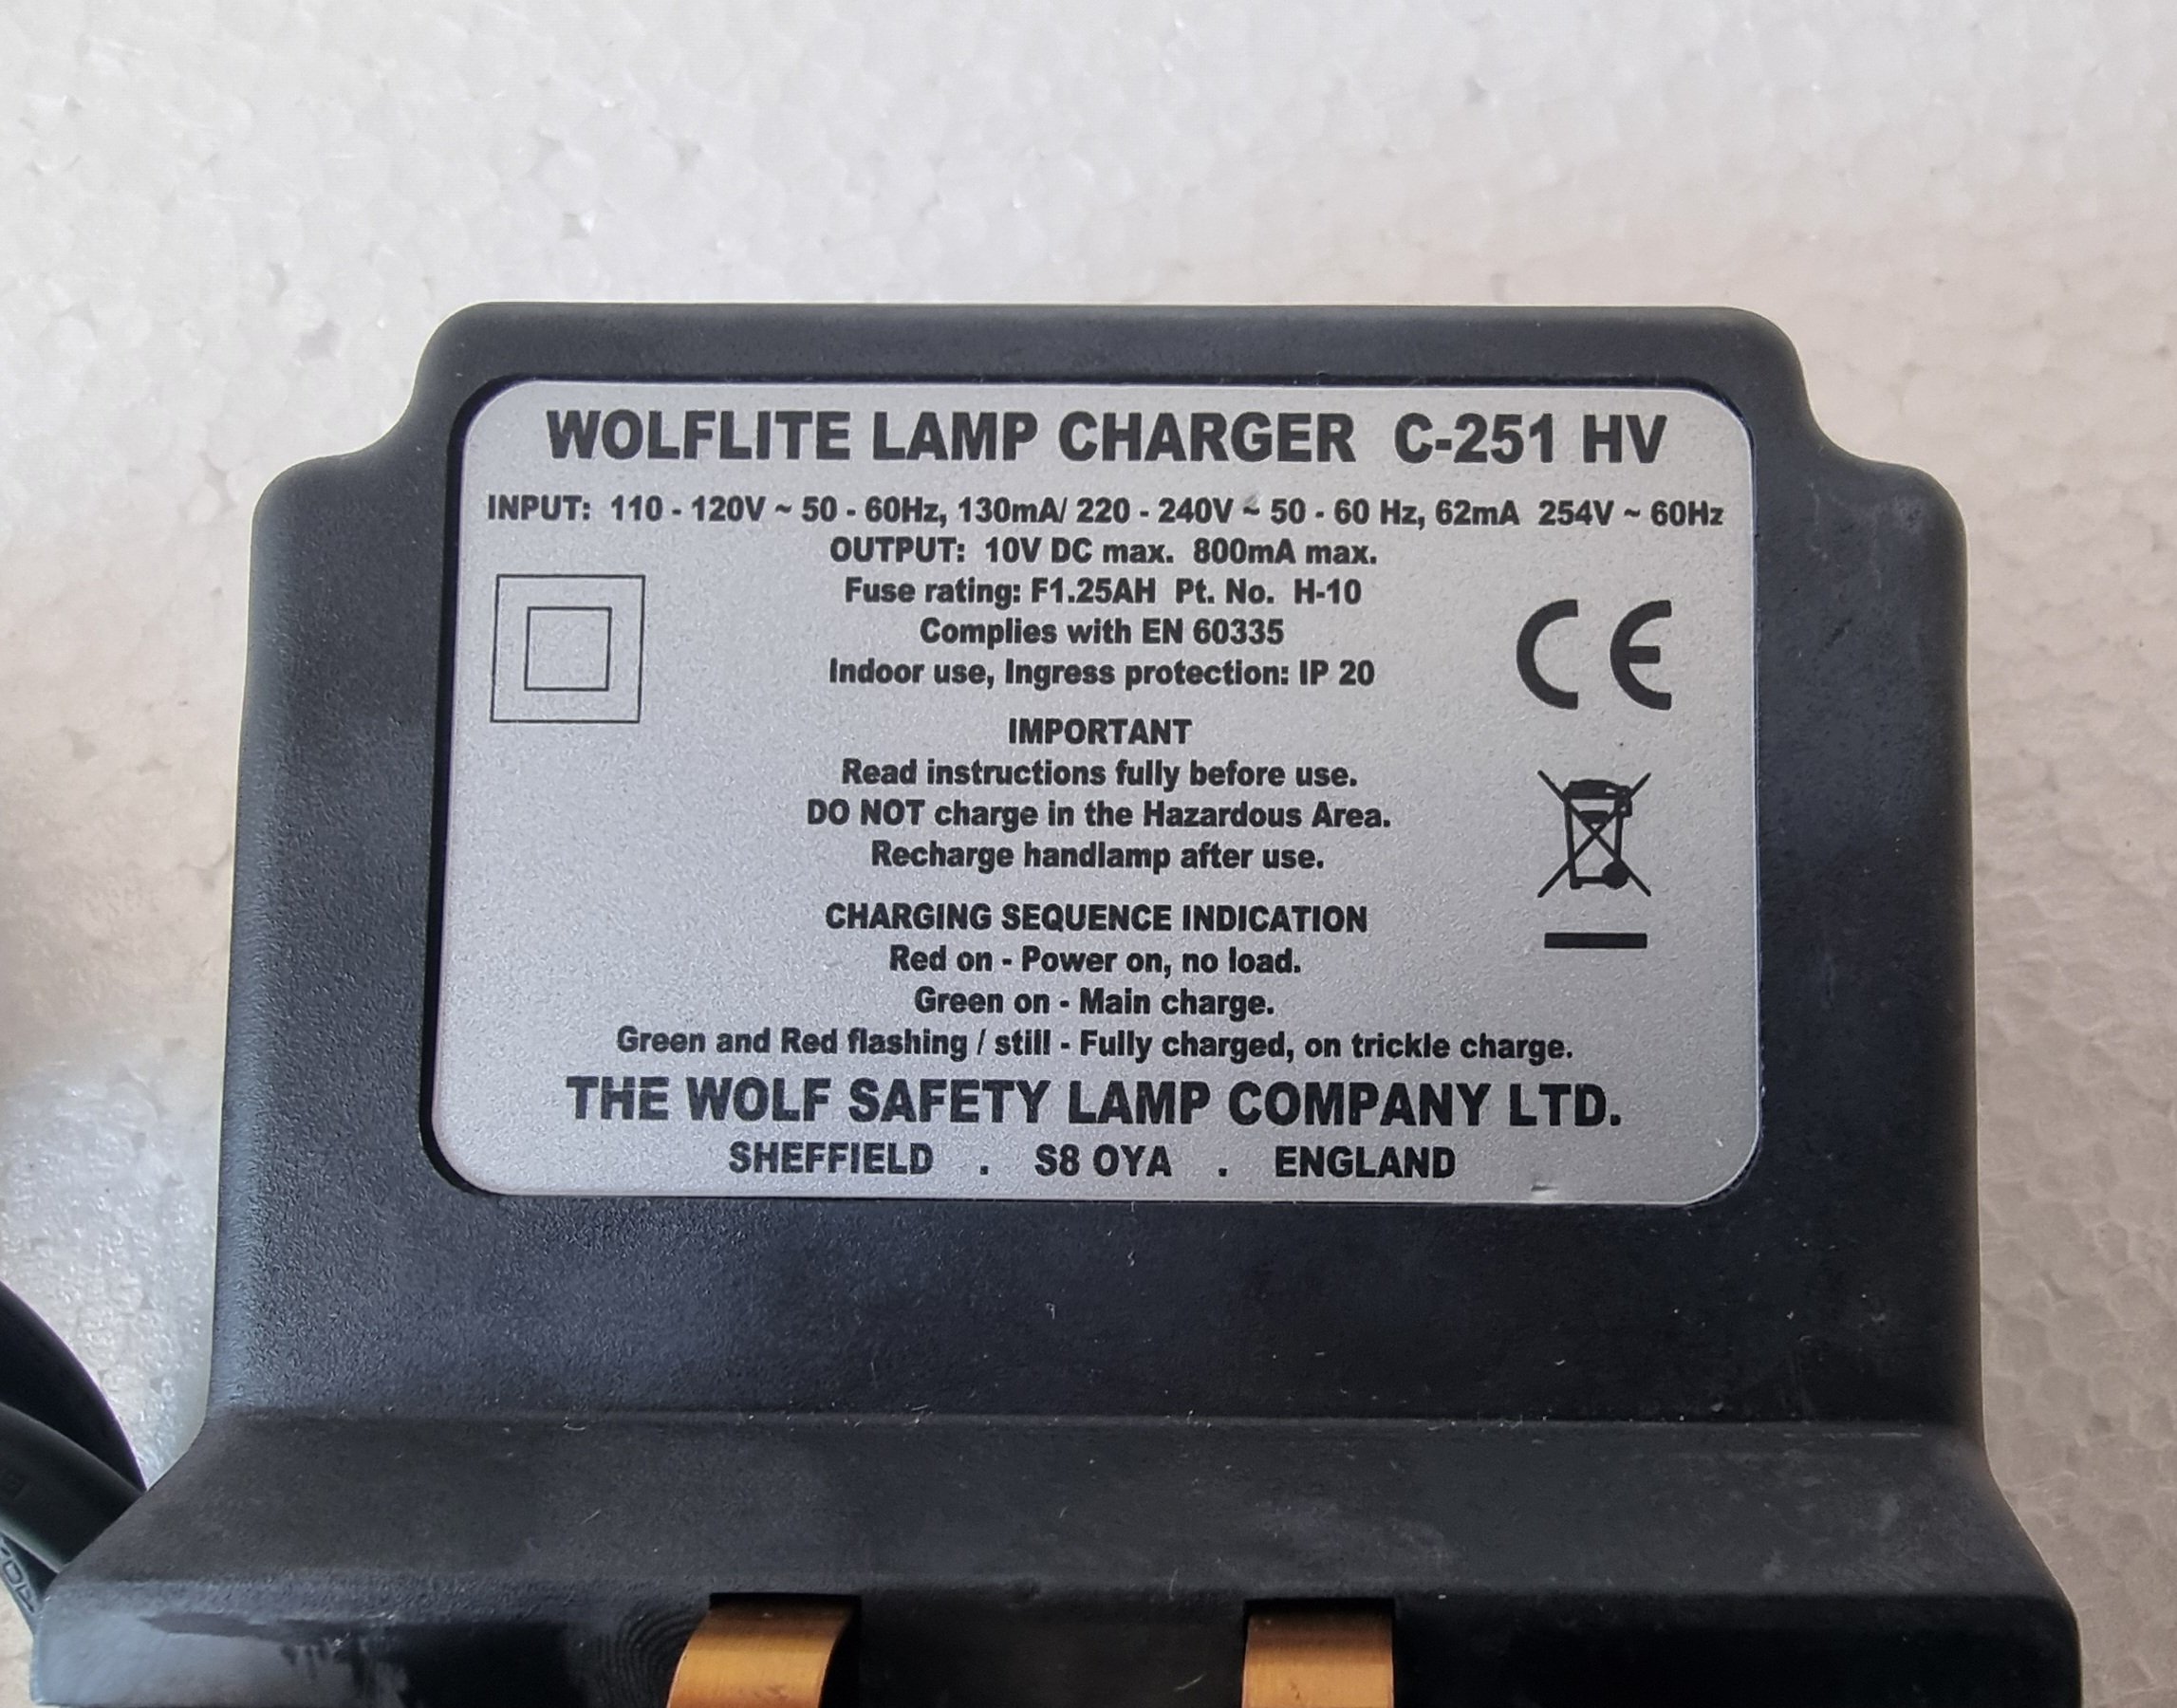 WOLFLITE LAMP CHARGER C-251 HV
INPUT: 110 - 120V ~ 50 - 60Hz, 130mA/ 220 - 240V ~ 50 - 60 Hz, 62mA 254V ~ 60Hz
OUTPUT: 10V DC max. 800mA max.
Fuse rating: F1.25AH Pt. No. H-10
Complies with EN 60335
Indoor use, Ingress protection: IP 20
CE
IMPORTANT
Read instructions fully before use.
DO NOT charge in the Hazardous Area.
Recharge handlamp after use.
CHARGING SEQUENCE INDICATION
Red on - Power on, no load.
Green on - Main charge.
Green and Red flashing / still - Fully charged, on trickle charge.
THE WOLF SAFETY LAMP COMPANY LTD.
SHEFFIELD . S8 OYA . ENGLAND